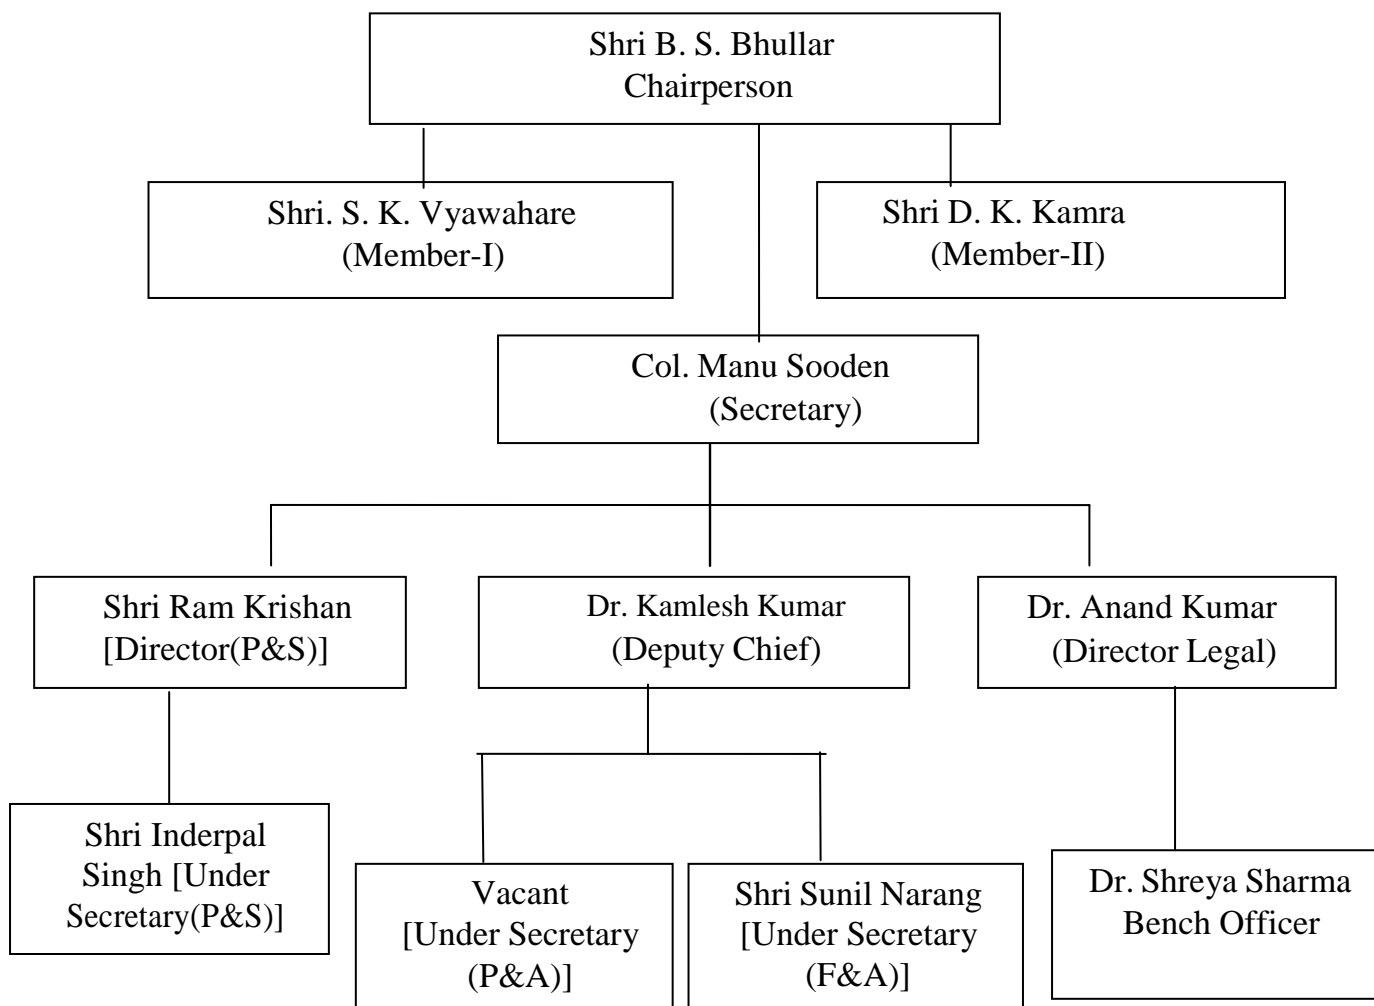 Shri B. S. Bhullar
Chairperson
Shri. S. K. Vyawahare
(Member-I)
Shri D. K. Kamra
(Member-II)
Col. Manu Sooden
(Secretary)
Shri Ram Krishan
[Director(P&S)]
Dr. Kamlesh Kumar
(Deputy Chief)
Dr. Anand Kumar
(Director Legal)
Shri Inderpal
Singh [Under
Secretary(P&S)]
Vacant
[Under Secretary
(P&A)]
Shri Sunil Narang
[Under Secretary
(F&A)]
Dr. Shreya Sharma
Bench Officer